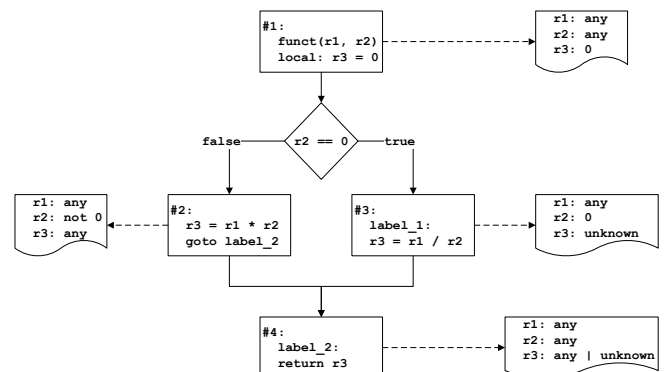 #1:
funct(r1, r2)
local: r3 = 0
r1: any
r2: any
r3: 0
false
r2 == 0
true
r1: any
r2: not 0
r3: any
#2:
r3 = r1 * r2
goto label_2
#3:
label_1:
r3 = r1 / r2
r1: any
r2: 0
r3: unknown
#4:
label_2:
return r3
r1: any
r2: any
r3: any | unknown